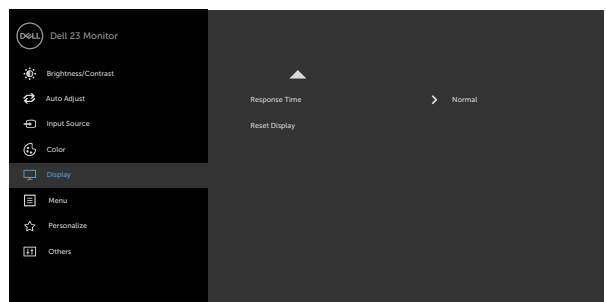 DELL Dell 23 Monitor
Brightness/Contrast
Auto Adjust
Response Time Normal
Input Source
Reset Display
Color
Display
Menu
Personalize
Others